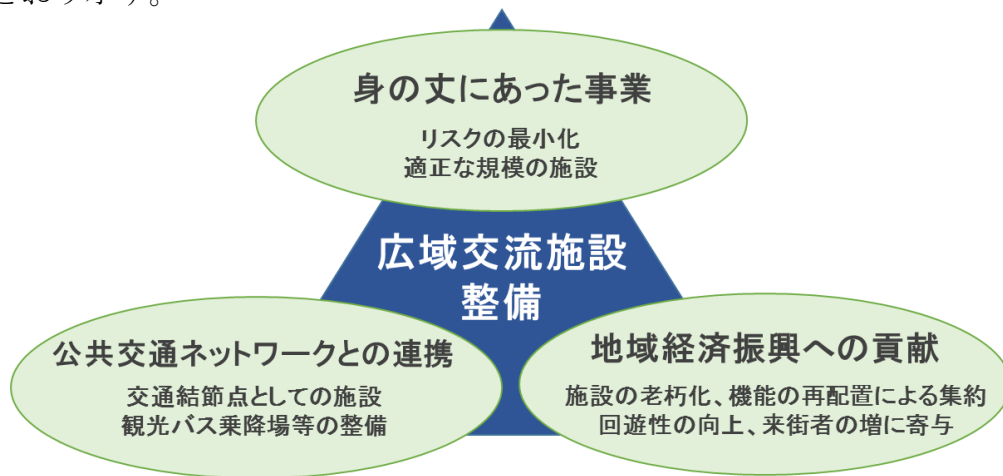 身の丈にあった事業
リスクの最小化
適正な規模の施設
広域交流施設
整備
公共交通ネットワークとの連携
交通結節点としての施設
観光バス乗降場等の整備
地域経済振興への貢献
施設の老朽化、機能の再配置による集約
回遊性の向上、来街者の増に寄与